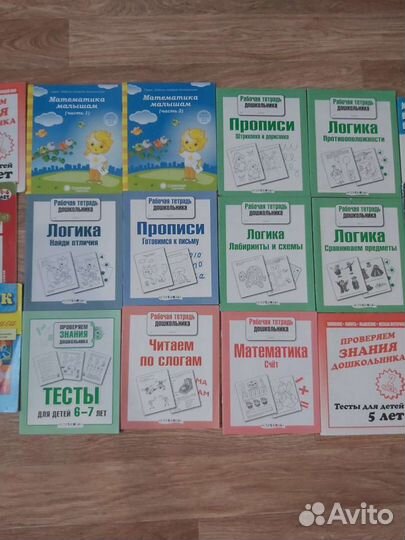 Математика
малышам
(часть 1)
Математика
малышам
(часть 2)
Рабочая тетрадь
ДОШКОЛЬНИКА
Прописи
Штриховка и дорисовка
Рабочая тетрадь
ДОШКОЛЬНИКА
ЛОГИКА
Противоположности
Рабочая тетрадь
ДОШКОЛЬНИКА
ЛОГИКА
Найди отличия
Рабочая тетрадь
ДОШКОЛЬНИКА
Прописи
Готовимся к письму
Рабочая тетрадь
ДОШКОЛЬНИКА
ЛОГИКА
Лабиринты и схемы
Рабочая тетрадь
ДОШКОЛЬНИКА
ЛОГИКА
Сравниваем предметы
ПРОВЕРЯЕМ
ЗНАНИЯ
ДОШКОЛЬНИКА
ТЕСТЫ
ДЛЯ ДЕТЕЙ 6–7 ЛЕТ
Рабочая тетрадь
ДОШКОЛЬНИКА
Читаем
по слогам
МА
АМ
Рабочая тетрадь
ДОШКОЛЬНИКА
Математика
Счёт
ПРОВЕРЯЕМ
ЗНАНИЯ
ДОШКОЛЬНИКА
Тесты для детей
5 лет
Avito